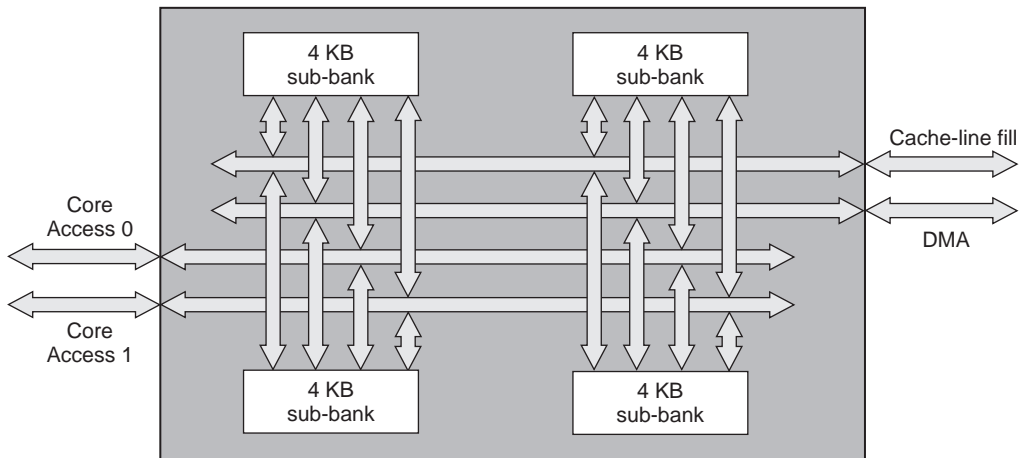 4 KB
sub-bank
4 KB
sub-bank
Cache-line fill
Core
Access 0
DMA
Core
Access 1
4 KB
sub-bank
4 KB
sub-bank